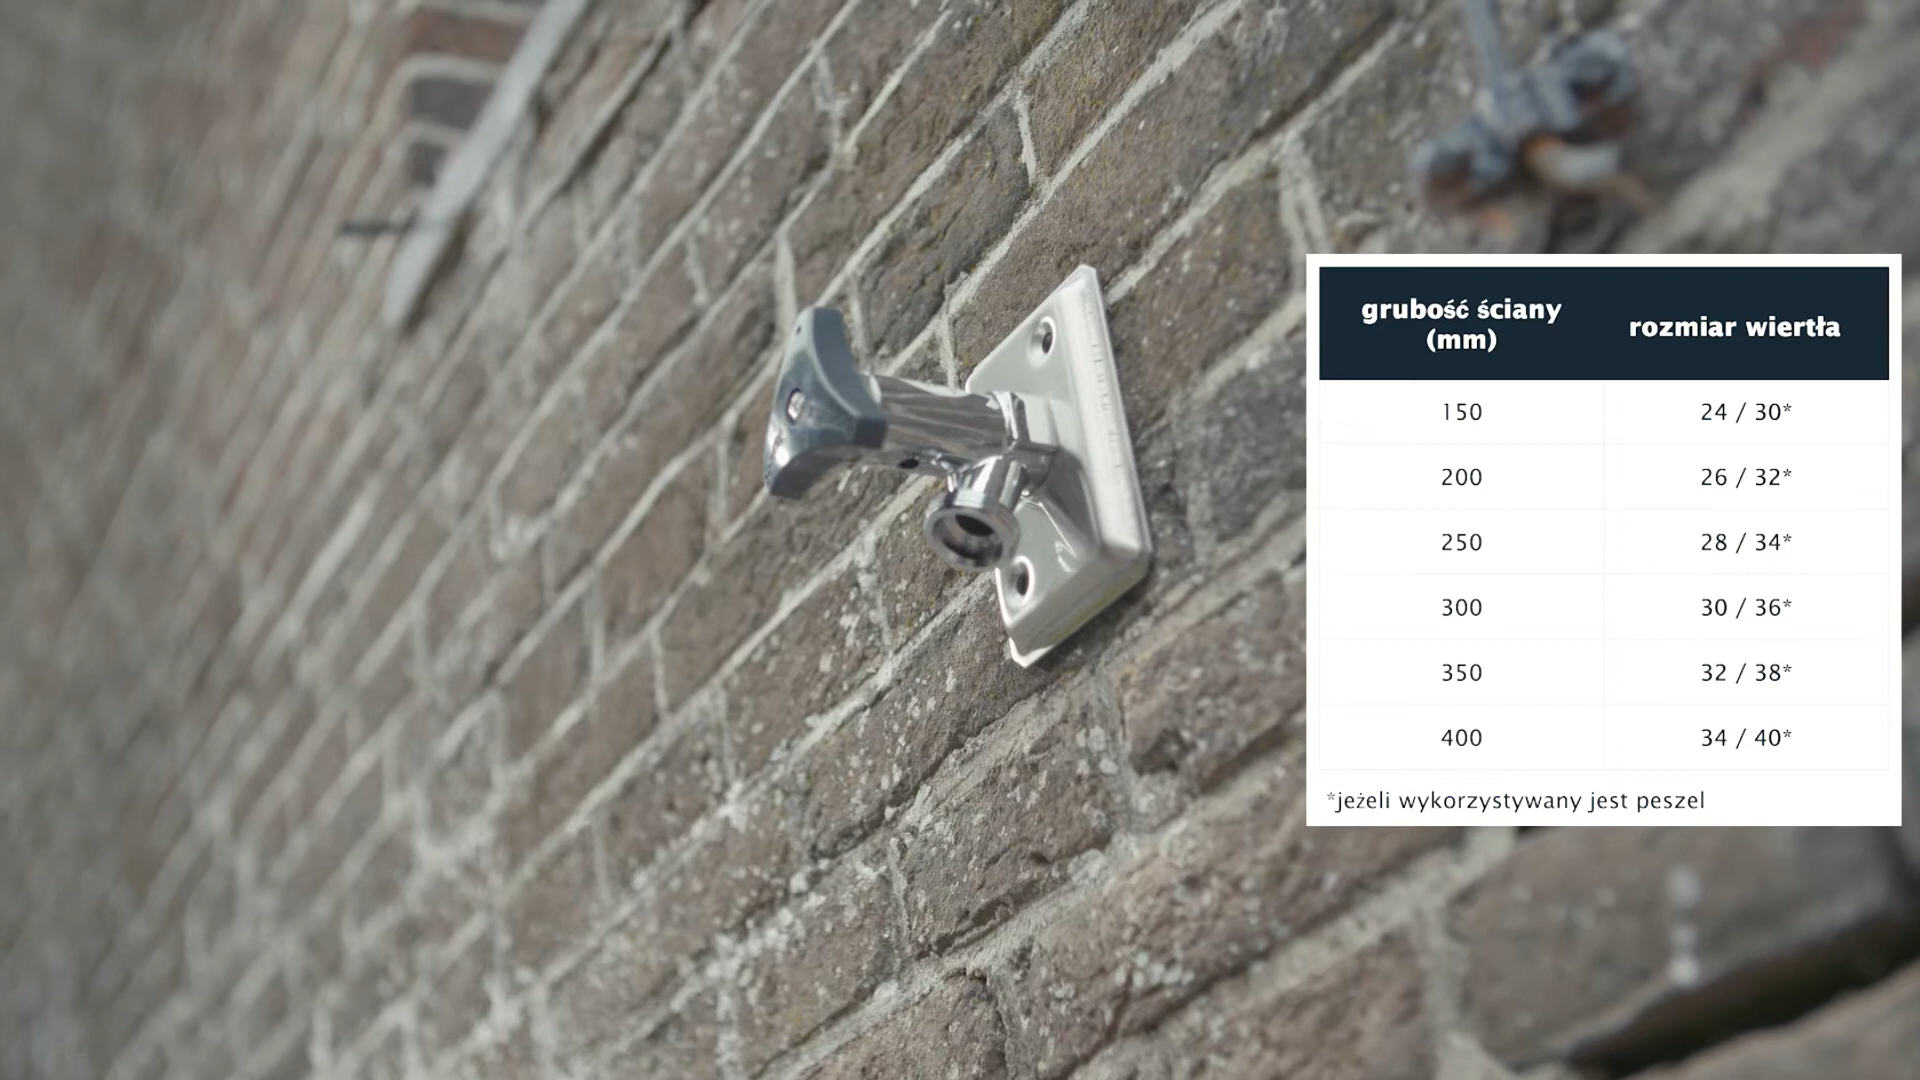 grubość ściany
(mm)
rozmiar wiertła
150
24 / 30*
200
26 / 32*
250
28 / 34*
300
30 / 36*
350
32 / 38*
400
34 / 40*
*jeżeli wykorzystywany jest peszel